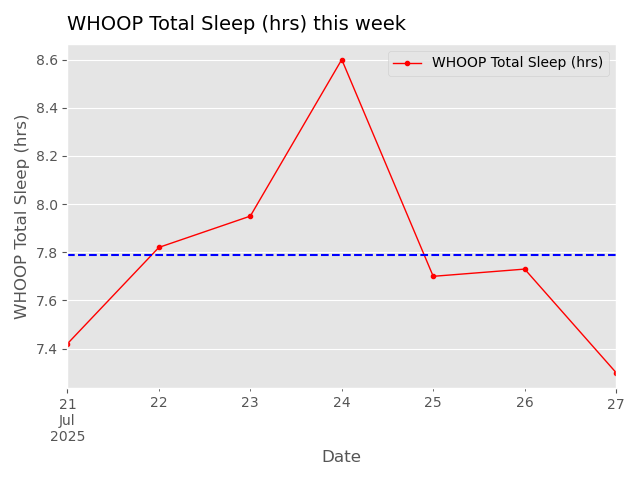 WHOOP Total Sleep (hrs) this week
WHOOP Total Sleep (hrs)
WHOOP Total Sleep (hrs)
8.6
8.4
8.2
8.0
7.8
7.6
7.4
21 22 23 24 25 26 27
Jul
2025
Date